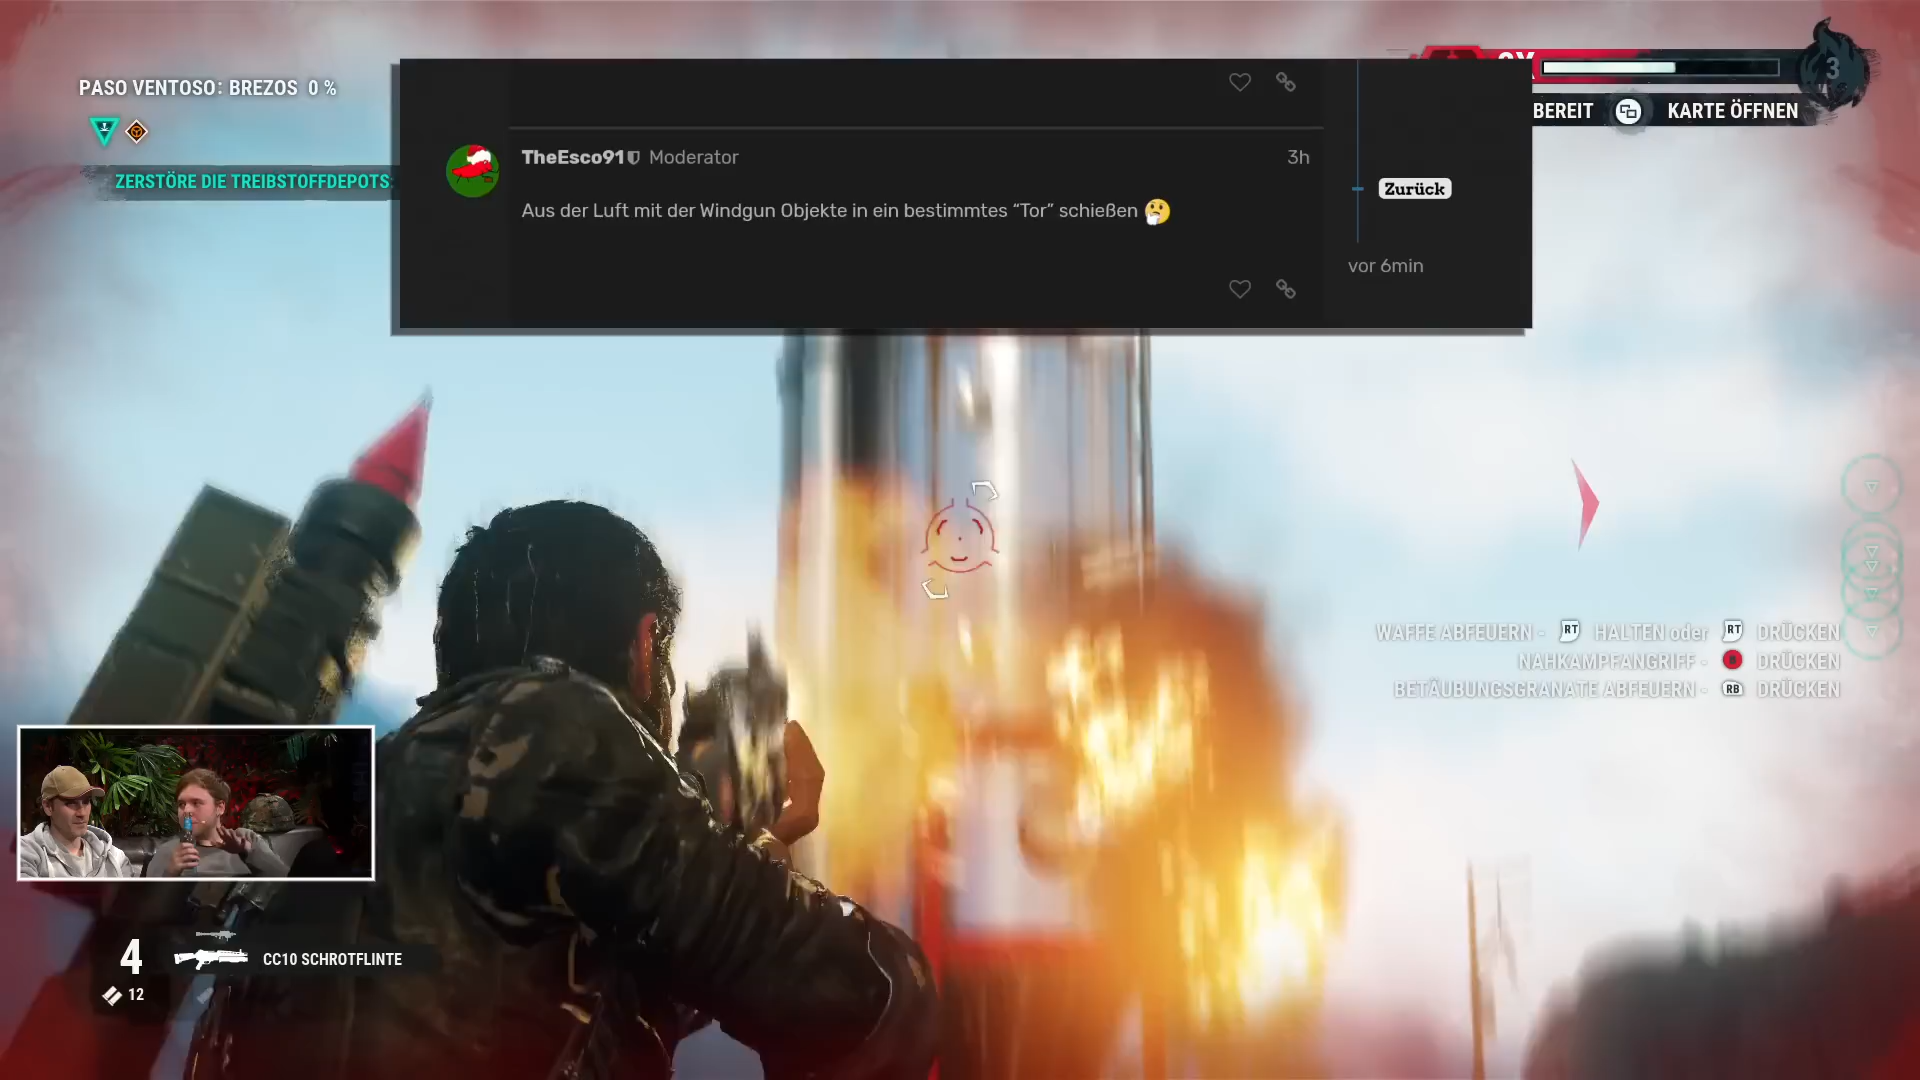 PASO VENTOSO: BREZOS 0 %
3
BEREIT KARTE ÖFFNEN
ZERSTÖRE DIE TREIBSTOFFDEPOTS:
TheEsco91 Moderator 3h
Aus der Luft mit der Windgun Objekte in ein bestimmtes “Tor” schießen
Zurück
vor 6min
WAFFE ABFEUERN - RT HALTEN oder RT DRÜCKEN
NAHKAMPFANGRIFF - B DRÜCKEN
BETÄUBUNGSGRANATE ABFEUERN - RB DRÜCKEN
4 CC10 SCHROTFLINTE
12